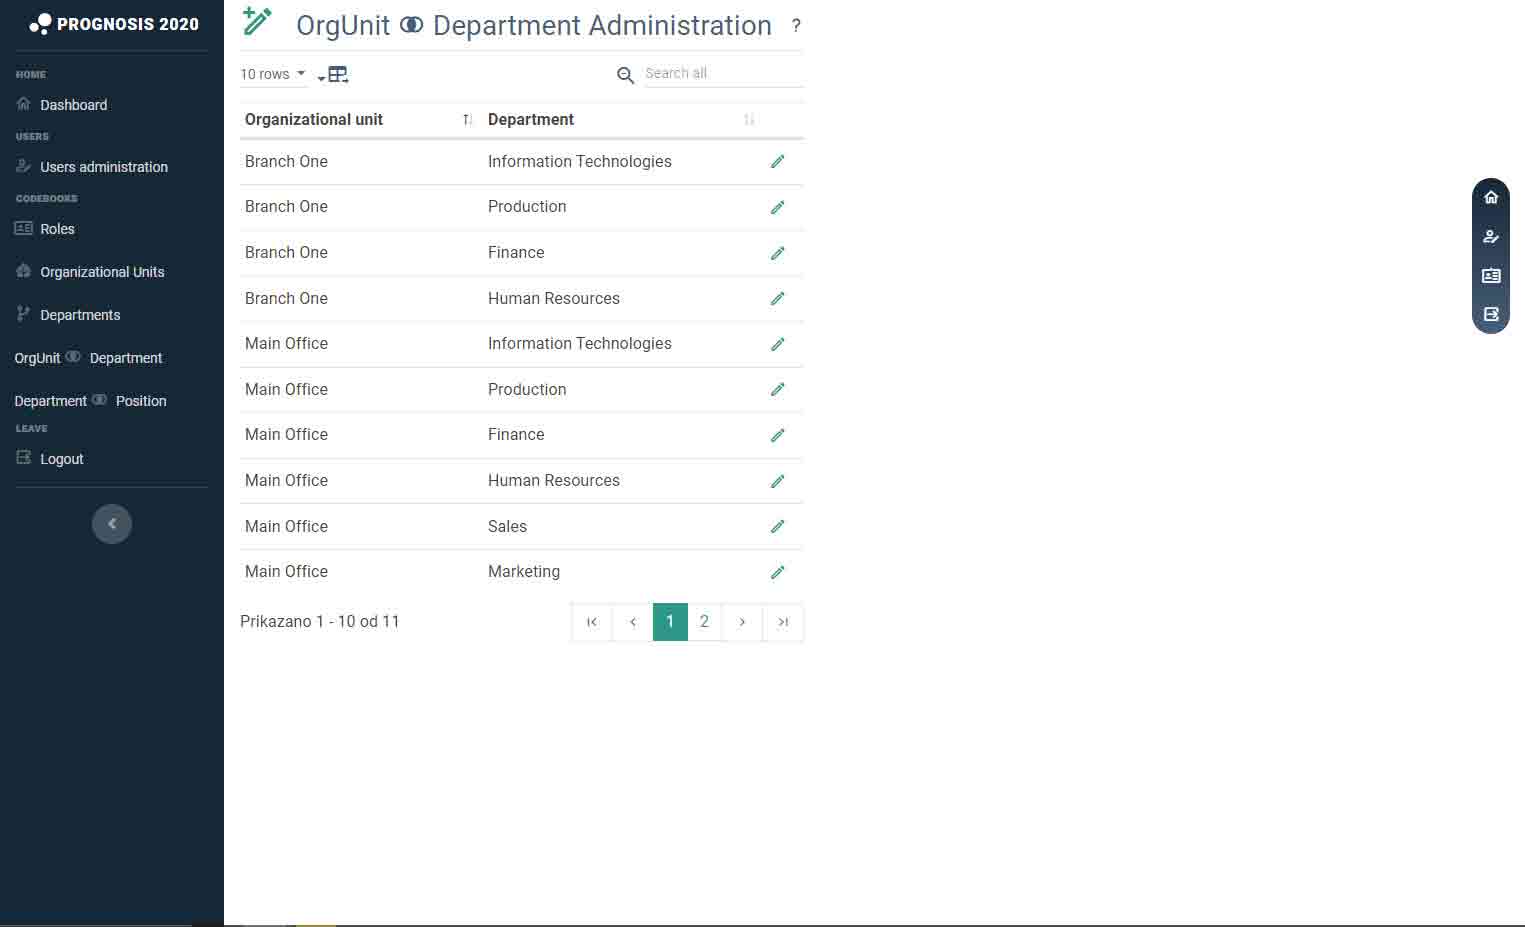 PROGNOSIS 2020
HOME
Dashboard
USERS
Users administration
CODEBOOKS
Roles
Organizational Units
Departments
OrgUnit Department
Department Position
LEAVE
Logout
OrgUnit Department Administration ?
10 rows
Search all
Organizational unit Department
Branch One Information Technologies
Branch One Production
Branch One Finance
Branch One Human Resources
Main Office Information Technologies
Main Office Production
Main Office Finance
Main Office Human Resources
Main Office Sales
Main Office Marketing
Prikazano 1 - 10 od 11
1 2